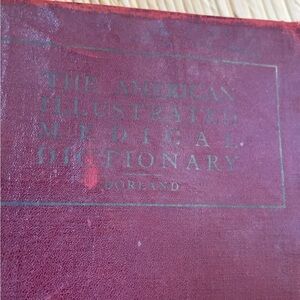 THE AMERICAN
ILLUSTRATED
MEDICAL
DICTIONARY
DORLAND